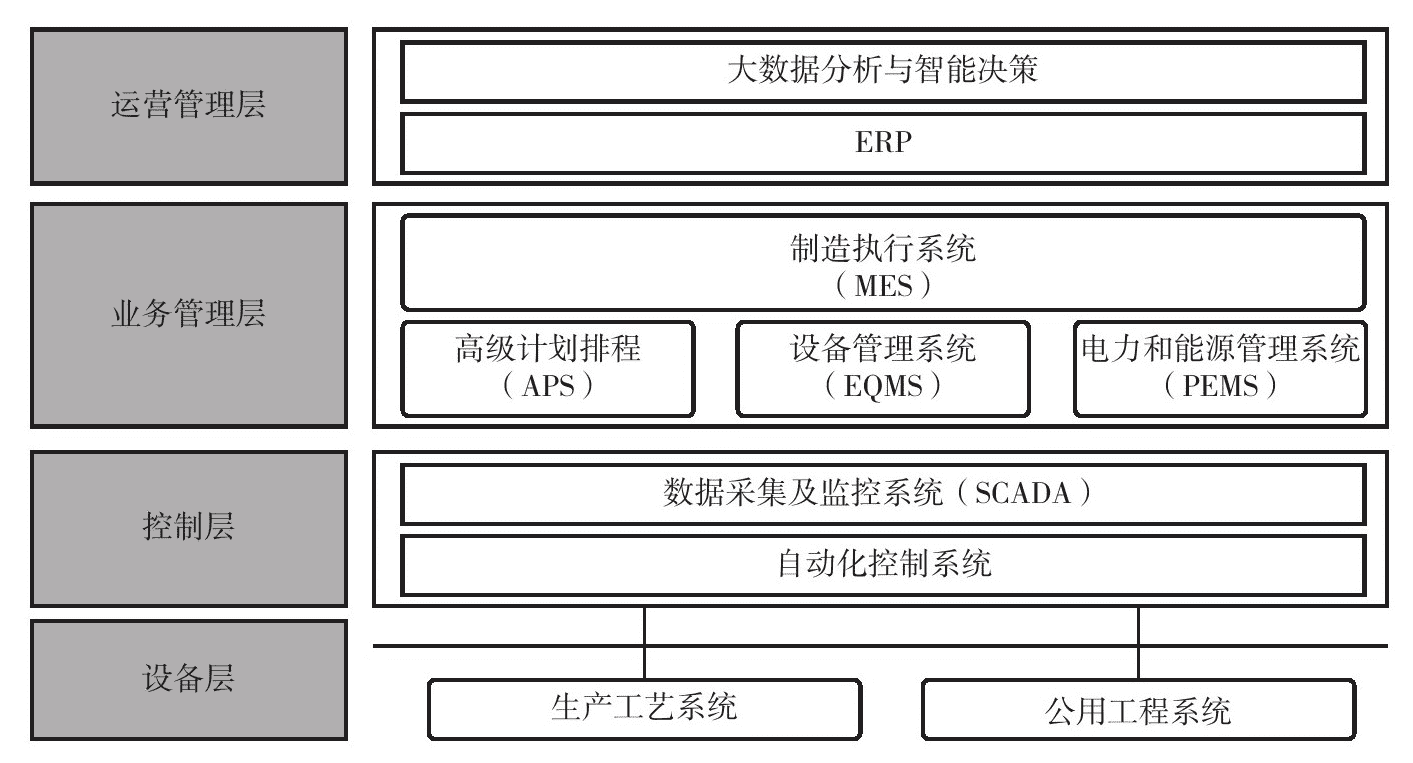 运营管理层
大数据分析与智能决策
ERP
业务管理层
制造执行系统
（MES）
高级计划排程
（APS）
设备管理系统
（EQMS）
电力和能源管理系统
（PEMS）
控制层
数据采集及监控系统（SCADA）
自动化控制系统
设备层
生产工艺系统
公用工程系统